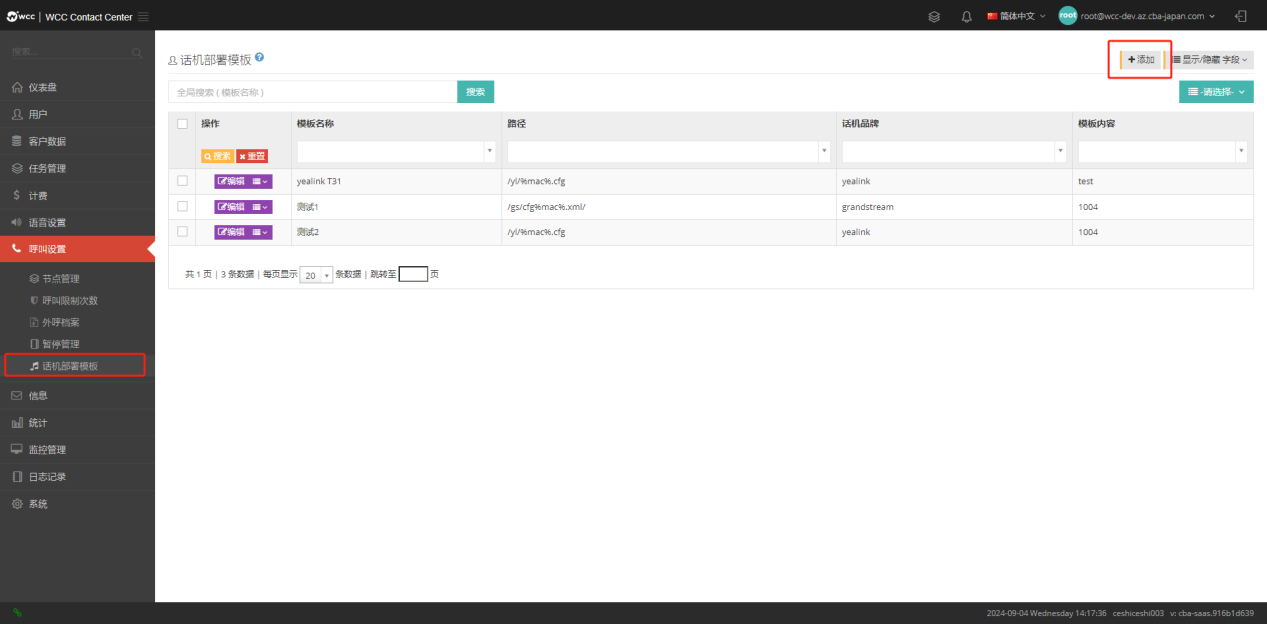 wcc | WCC Contact Center
简体中文
root
root@wcc-dev.az.cba-japan.com
搜索...
仪表盘
用户
客户数据
任务管理
$ 计费
语音设置
呼叫设置
节点管理
呼叫限制次数
外呼档案
暂停管理
话机部署模板
信息
统计
监控管理
日志记录
系统
话机部署模板 ?
+添加
显示/隐藏 字段
全局搜索 ( 模板名称 )
搜索
-请选择-
操作 模板名称 路径 话机品牌 模板内容
搜索 重置
编辑 yealink T31 /yl/%mac%.cfg yealink test
编辑 测试1 /gs/cfg%mac%.xml/ grandstream 1004
编辑 测试2 /yl/%mac%.cfg yealink 1004
共 1 页 | 3 条数据 | 每页显示 20 条数据 | 跳转至 页
2024-09-04 Wednesday 14:17:36 ceshiceshi003 v: cba-saas.916b1d639